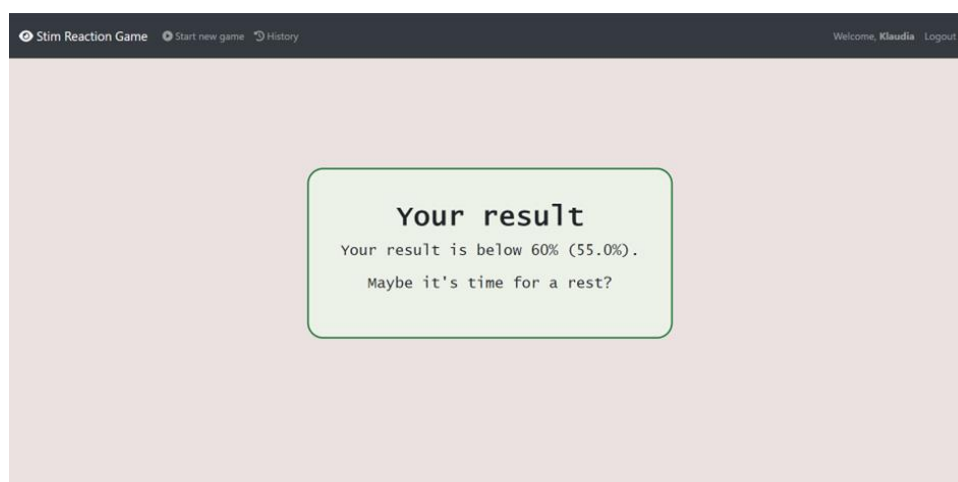 Stim Reaction Game Start new game History Welcome, Klaudia Logout
Your result
Your result is below 60% (55.0%).
Maybe it's time for a rest?